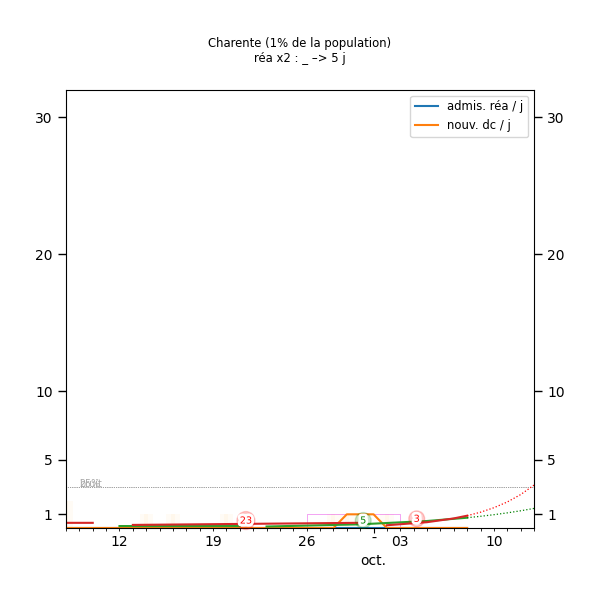 Charente (1% de la population)
réa x2 : _ –> 5 j
admis. réa / j
nouv. dc / j
30 30
20 20
10 10
5 5
1 1
23 5 3
12 19 26 - 03 10
oct.